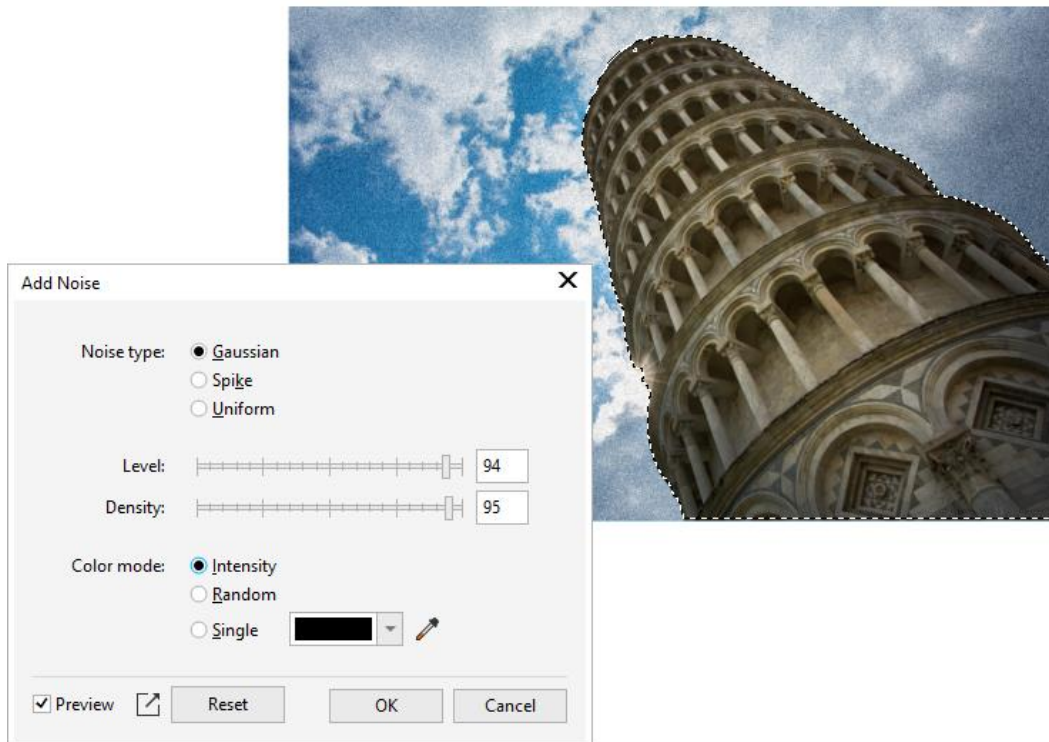 Add Noise
Noise type: Gaussian
Spike
Uniform
Level: 94
Density: 95
Color mode: Intensity
Random
Single
Preview Reset OK Cancel